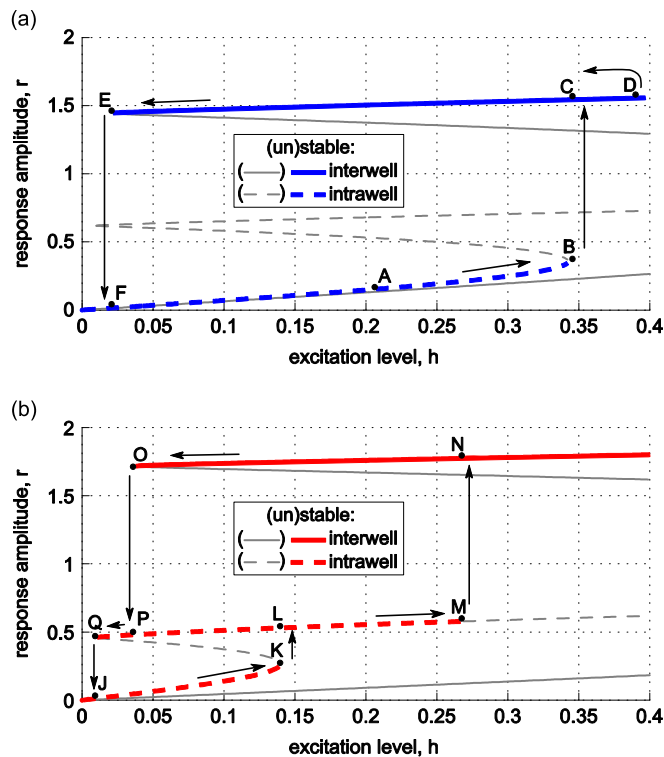 (a)
2
1.5
1
0.5
0
response amplitude, r
E
C
D
(un)stable:
( ) interwell
( ) intrawell
A
B
F
0
0.05
0.1
0.15
0.2
0.25
0.3
0.35
0.4
excitation level, h
(b)
2
1.5
1
0.5
0
response amplitude, r
O
N
(un)stable:
( ) interwell
( ) intrawell
Q
P
L
M
K
J
0
0.05
0.1
0.15
0.2
0.25
0.3
0.35
0.4
excitation level, h